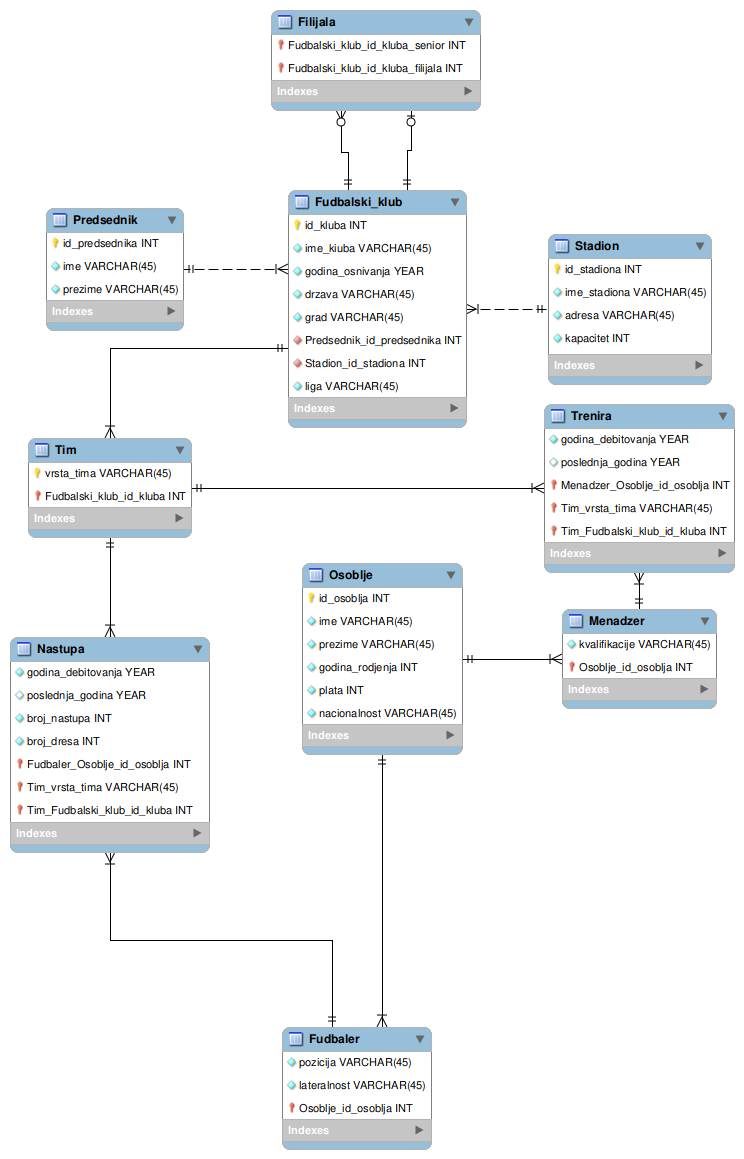 Filijala
Fudbalski_klub_id_kluba_senior INT
Fudbalski_klub_id_kluba_filijala INT
Indexes
Predsednik
id_predsednika INT
ime VARCHAR(45)
prezime VARCHAR(45)
Indexes
Fudbalski_klub
id_kluba INT
ime_kluba VARCHAR(45)
godina_osnivanja YEAR
drzava VARCHAR(45)
grad VARCHAR(45)
Predsednik_id_predsednika INT
Stadion_id_stadiona INT
liga VARCHAR(45)
Indexes
Stadion
id_stadiona INT
ime_stadiona VARCHAR(45)
adresa VARCHAR(45)
kapacitet INT
Indexes
Tim
vrsta_tima VARCHAR(45)
Fudbalski_klub_id_kluba INT
Indexes
Trenira
godina_debitovanja YEAR
poslednja_godina YEAR
Menadzer_Osoblje_id_osoblja INT
Tim_vrsta_tima VARCHAR(45)
Tim_Fudbalski_klub_id_kluba INT
Indexes
Osoblje
id_osoblja INT
ime VARCHAR(45)
prezime VARCHAR(45)
godina_rodjenja INT
plata INT
nacionalnost VARCHAR(45)
Indexes
Menadzer
kvalifikacije VARCHAR(45)
Osoblje_id_osoblja INT
Indexes
Nastupa
godina_debitovanja YEAR
poslednja_godina YEAR
broj_nastupa INT
broj_dresa INT
Fudbaler_Osoblje_id_osoblja INT
Tim_vrsta_tima VARCHAR(45)
Tim_Fudbalski_klub_id_kluba INT
Indexes
Fudbaler
pozicija VARCHAR(45)
lateralnost VARCHAR(45)
Osoblje_id_osoblja INT
Indexes